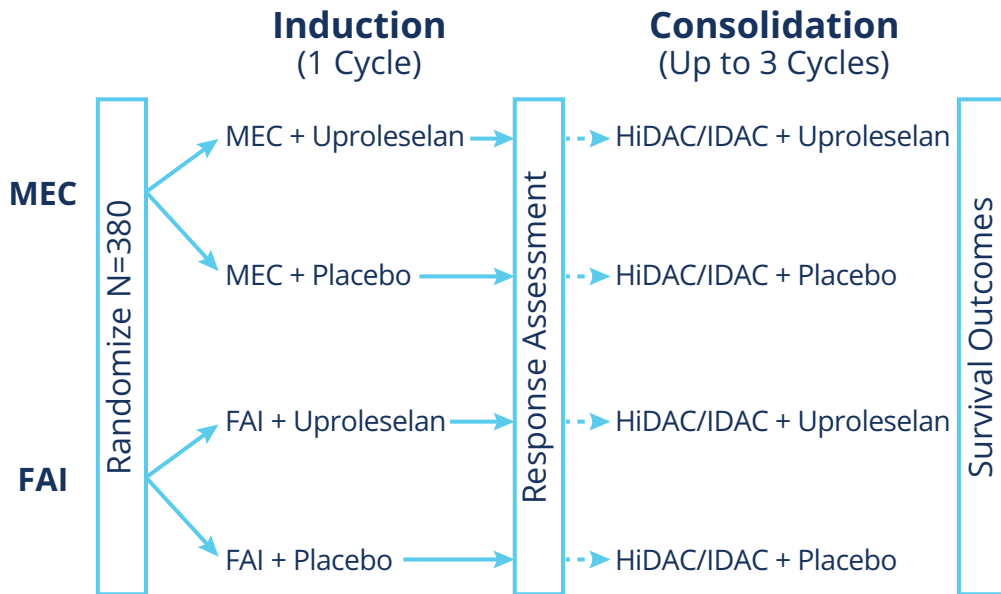 Induction
(1 Cycle)
Consolidation
(Up to 3 Cycles)
MEC
FAI
Randomize N=380
MEC + Uproleselan
MEC + Placebo
FAI + Uproleselan
FAI + Placebo
Response Assessment
HiDAC/IDAC + Uproleselan
HiDAC/IDAC + Placebo
HiDAC/IDAC + Uproleselan
HiDAC/IDAC + Placebo
Survival Outcomes